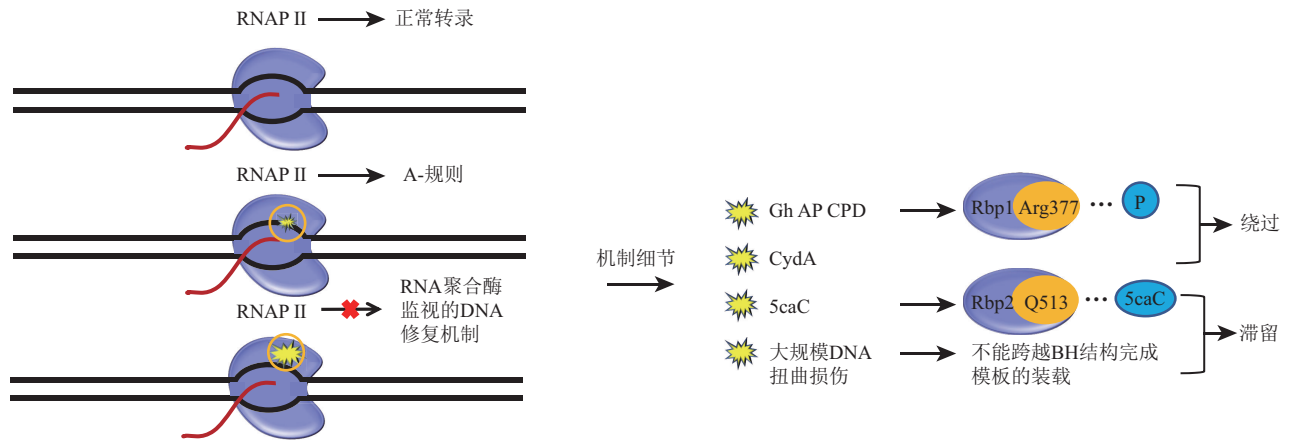 RNAP II
正常转录
RNAP II
A-规则
RNAP II
RNA聚合酶
监视的DNA
修复机制
机制细节
Gh AP CPD
CydA
5caC
大规模DNA
扭曲损伤
Rbp1
Arg377
···
P
绕过
Rbp2
Q513
···
5caC
不能跨越BH结构完成
模板的装载
滞留